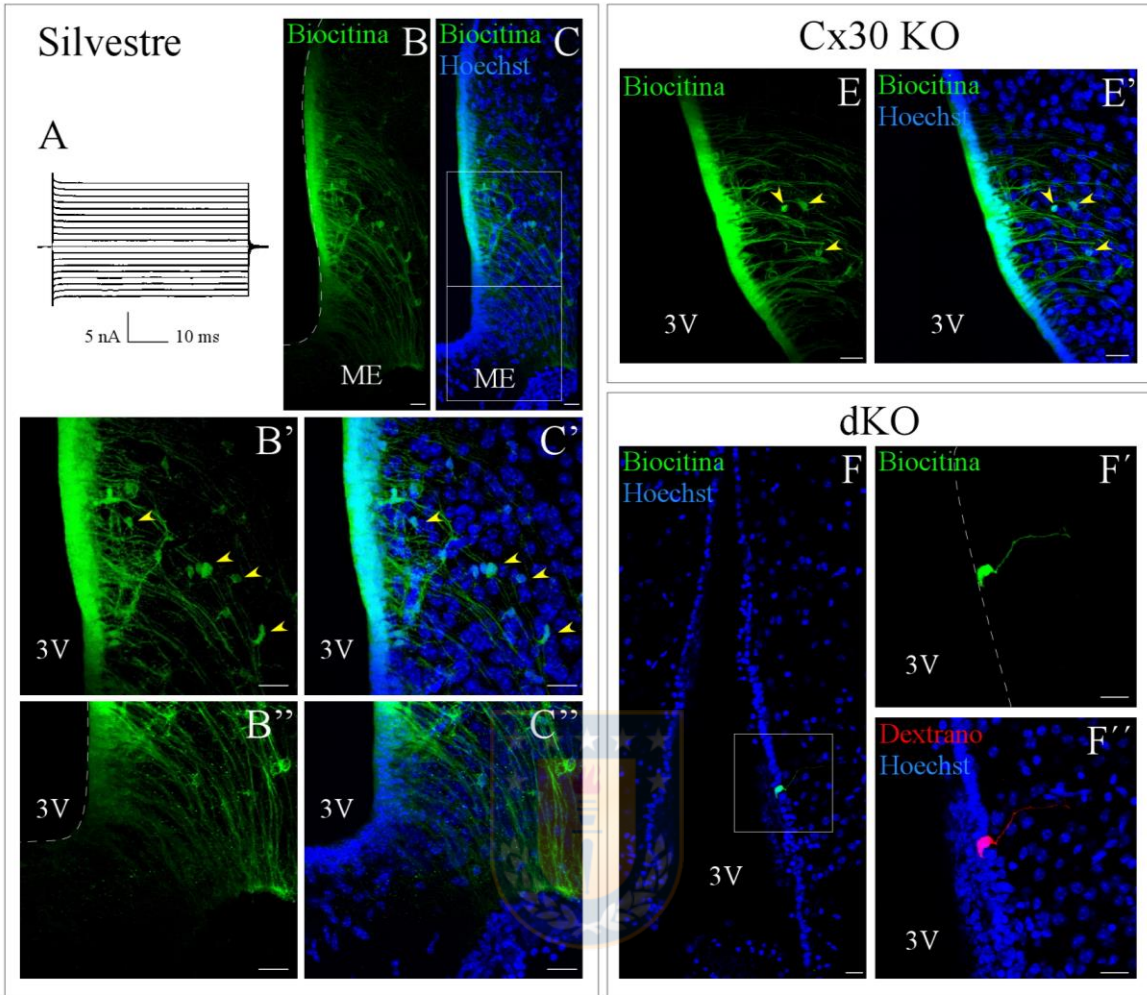 Silvestre
A
5 nA
10 ms
Biocitina
B
ME
Biocitina
Hoechst
C
ME
B’
3V
C’
3V
B’’
3V
C’’
3V
Cx30 KO
Biocitina
E
3V
Biocitina
Hoechst
E’
3V
dKO
Biocitina
Hoechst
F
3V
Biocitina
F´
3V
Dextrano
Hoechst
F´´
3V